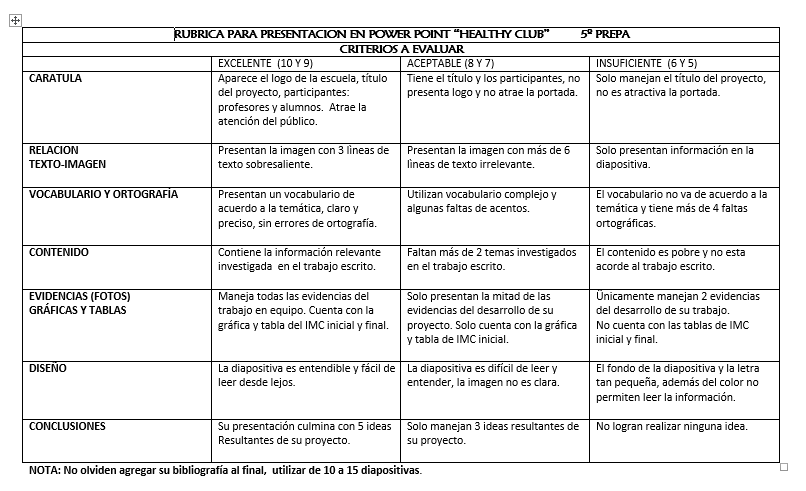 RUBRICA PARA PRESENTACION EN POWER POINT “HEALTHY CLUB” 5º PREPA
CRITERIOS A EVALUAR
EXCELENTE (10 Y 9) ACEPTABLE (8 Y 7) INSUFICIENTE (6 Y 5)
CARATULA
Aparece el logo de la escuela, título
del proyecto, participantes:
profesores y alumnos. Atrae la
atención del público.
Tiene el título y los participantes, no
presenta logo y no atrae la portada.
Solo manejan el título del proyecto,
no es atractiva la portada.
RELACION
TEXTO-IMAGEN
Presentan la imagen con 3 lìneas de
texto sobresaliente.
Presentan la imagen con más de 6
lìneas de texto irrelevante.
Solo presentan información en la
diapositiva.
VOCABULARIO Y ORTOGRAFÍA
Presentan un vocabulario de
acuerdo a la temática, claro y
preciso, sin errores de ortografía.
Utilizan vocabulario complejo y
algunas faltas de acentos.
El vocabulario no va de acuerdo a la
temática y tiene más de 4 faltas
ortográficas.
CONTENIDO
Contiene la información relevante
investigada en el trabajo escrito.
Faltan más de 2 temas investigados
en el trabajo escrito.
El contenido es pobre y no esta
acorde al trabajo escrito.
EVIDENCIAS (FOTOS)
GRÁFICAS Y TABLAS
Maneja todas las evidencias del
trabajo en equipo. Cuenta con la
gráfica y tabla del IMC inicial y final.
Solo presentan la mitad de las
evidencias del desarrollo de su
proyecto. Solo cuenta con la gráfica
y tabla de IMC inicial.
Únicamente manejan 2 evidencias
del desarrollo de su trabajo.
No cuenta con las tablas de IMC
inicial y final.
DISEÑO
La diapositiva es entendible y fácil de
leer desde lejos.
La diapositiva es difícil de leer y
entender, la imagen no es clara.
El fondo de la diapositiva y la letra
tan pequeña, además del color no
permiten leer la información.
CONCLUSIONES
Su presentación culmina con 5 ideas
Resultantes de su proyecto.
Solo manejan 3 ideas resultantes de
su proyecto.
No logran realizar ninguna idea.
NOTA: No olviden agregar su bibliografía al final, utilizar de 10 a 15 diapositivas.